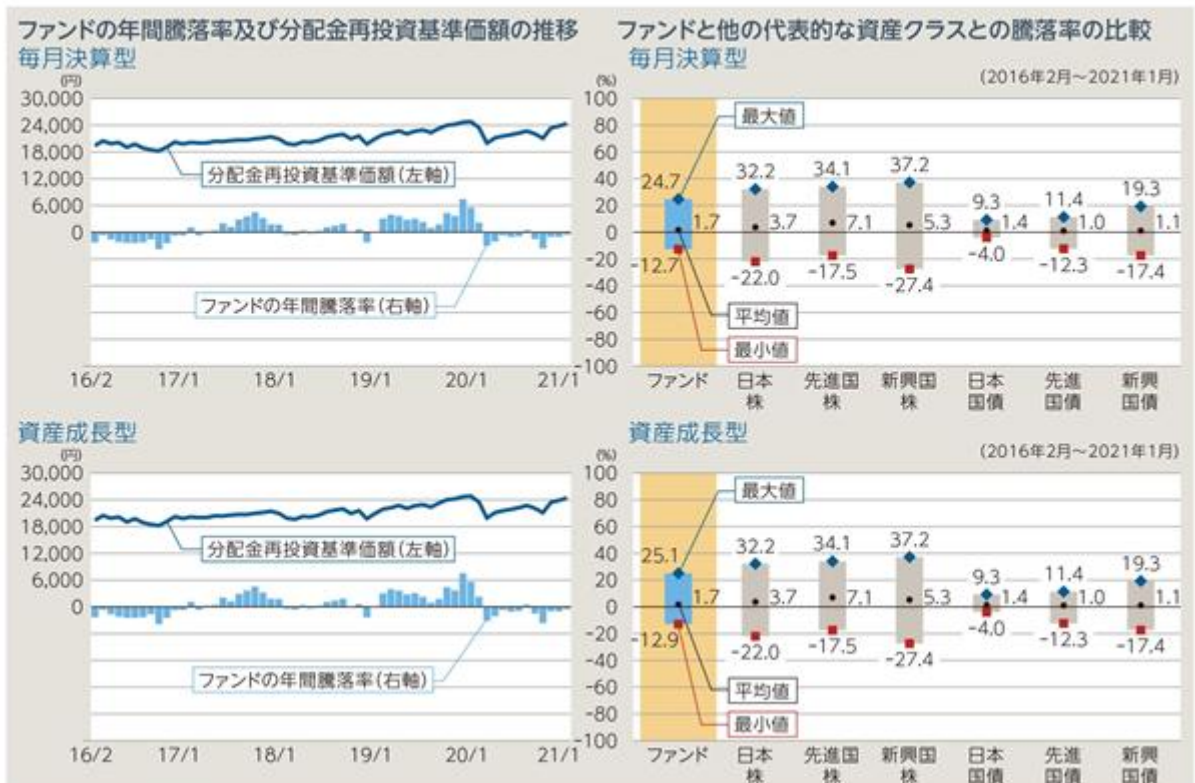 ファンドの年間騰落率及び分配金再投資基準価額の推移
毎月決算型
(円)
30,000
24,000
18,000
12,000
6,000
0
分配金再投資基準価額(左軸)
ファンドの年間騰落率(右軸)
16/2 17/1 18/1 19/1 20/1 21/1
ファンドと他の代表的な資産クラスとの騰落率の比較
毎月決算型
(2016年2月~2021年1月)
(%)
100
80
60
40
20
0
-20
-40
-60
-80
-100
最大値
24.7 32.2 34.1 37.2 9.3 11.4 19.3
1.7 3.7 7.1 5.3 1.4 1.0 1.1
-12.7 -22.0 -17.5 -27.4 -4.0 -12.3 -17.4
平均値
最小値
ファンド 日本株 先進国株 新興国株 日本国債 先進国債 新興国債
資産成長型
(円)
30,000
24,000
18,000
12,000
6,000
0
分配金再投資基準価額(左軸)
ファンドの年間騰落率(右軸)
16/2 17/1 18/1 19/1 20/1 21/1
資産成長型
(2016年2月~2021年1月)
(%)
100
80
60
40
20
0
-20
-40
-60
-80
-100
最大値
25.1 32.2 34.1 37.2 9.3 11.4 19.3
1.7 3.7 7.1 5.3 1.4 1.0 1.1
-12.9 -22.0 -17.5 -27.4 -4.0 -12.3 -17.4
平均値
最小値
ファンド 日本株 先進国株 新興国株 日本国債 先進国債 新興国債